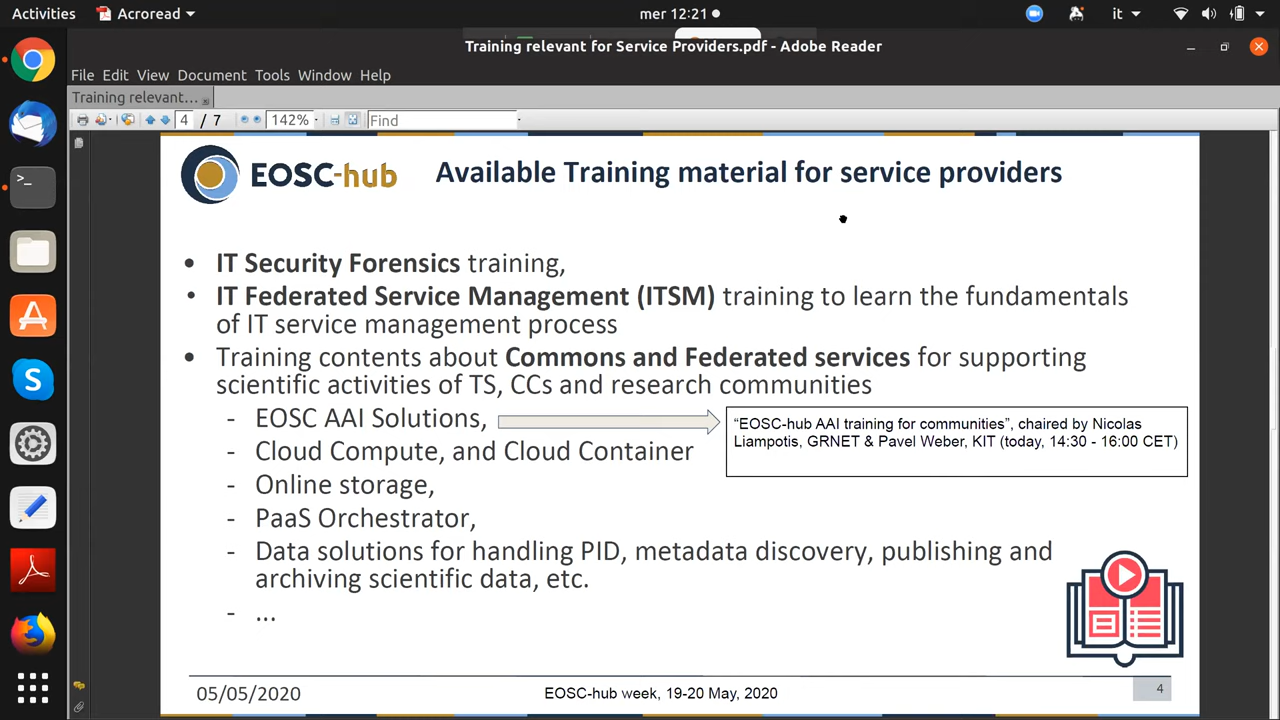 Activities Acroread mer 12:21 it
Training relevant for Service Providers.pdf - Adobe Reader
File Edit View Document Tools Window Help
Training relevant...
4 / 7 142% Find
EOSC-hub Available Training material for service providers
• IT Security Forensics training,
• IT Federated Service Management (ITSM) training to learn the fundamentals
of IT service management process
• Training contents about Commons and Federated services for supporting
scientific activities of TS, CCs and research communities
- EOSC AAI Solutions,
“EOSC-hub AAI training for communities”, chaired by Nicolas
Liampotis, GRNET & Pavel Weber, KIT (today, 14:30 - 16:00 CET)
- Cloud Compute, and Cloud Container
- Online storage,
- PaaS Orchestrator,
- Data solutions for handling PID, metadata discovery, publishing and
archiving scientific data, etc.
- ...
05/05/2020 EOSC-hub week, 19-20 May, 2020 4